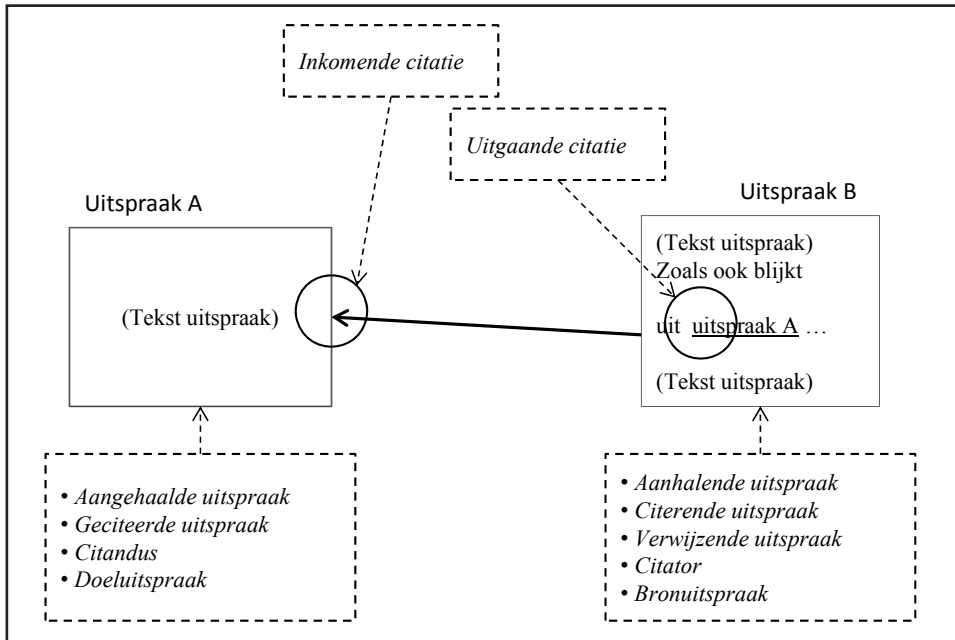 Inkomende citatie
Uitgaande citatie
Uitspraak A
Uitspraak B
(Tekst uitspraak)
(Tekst uitspraak)
Zoals ook blijkt
uit uitspraak A …
(Tekst uitspraak)
• Aangehaalde uitspraak
• Geciteerde uitspraak
• Citandus
• Doeluitspraak
• Aanhalende uitspraak
• Citerende uitspraak
• Verwijzende uitspraak
• Citator
• Bronuitspraak